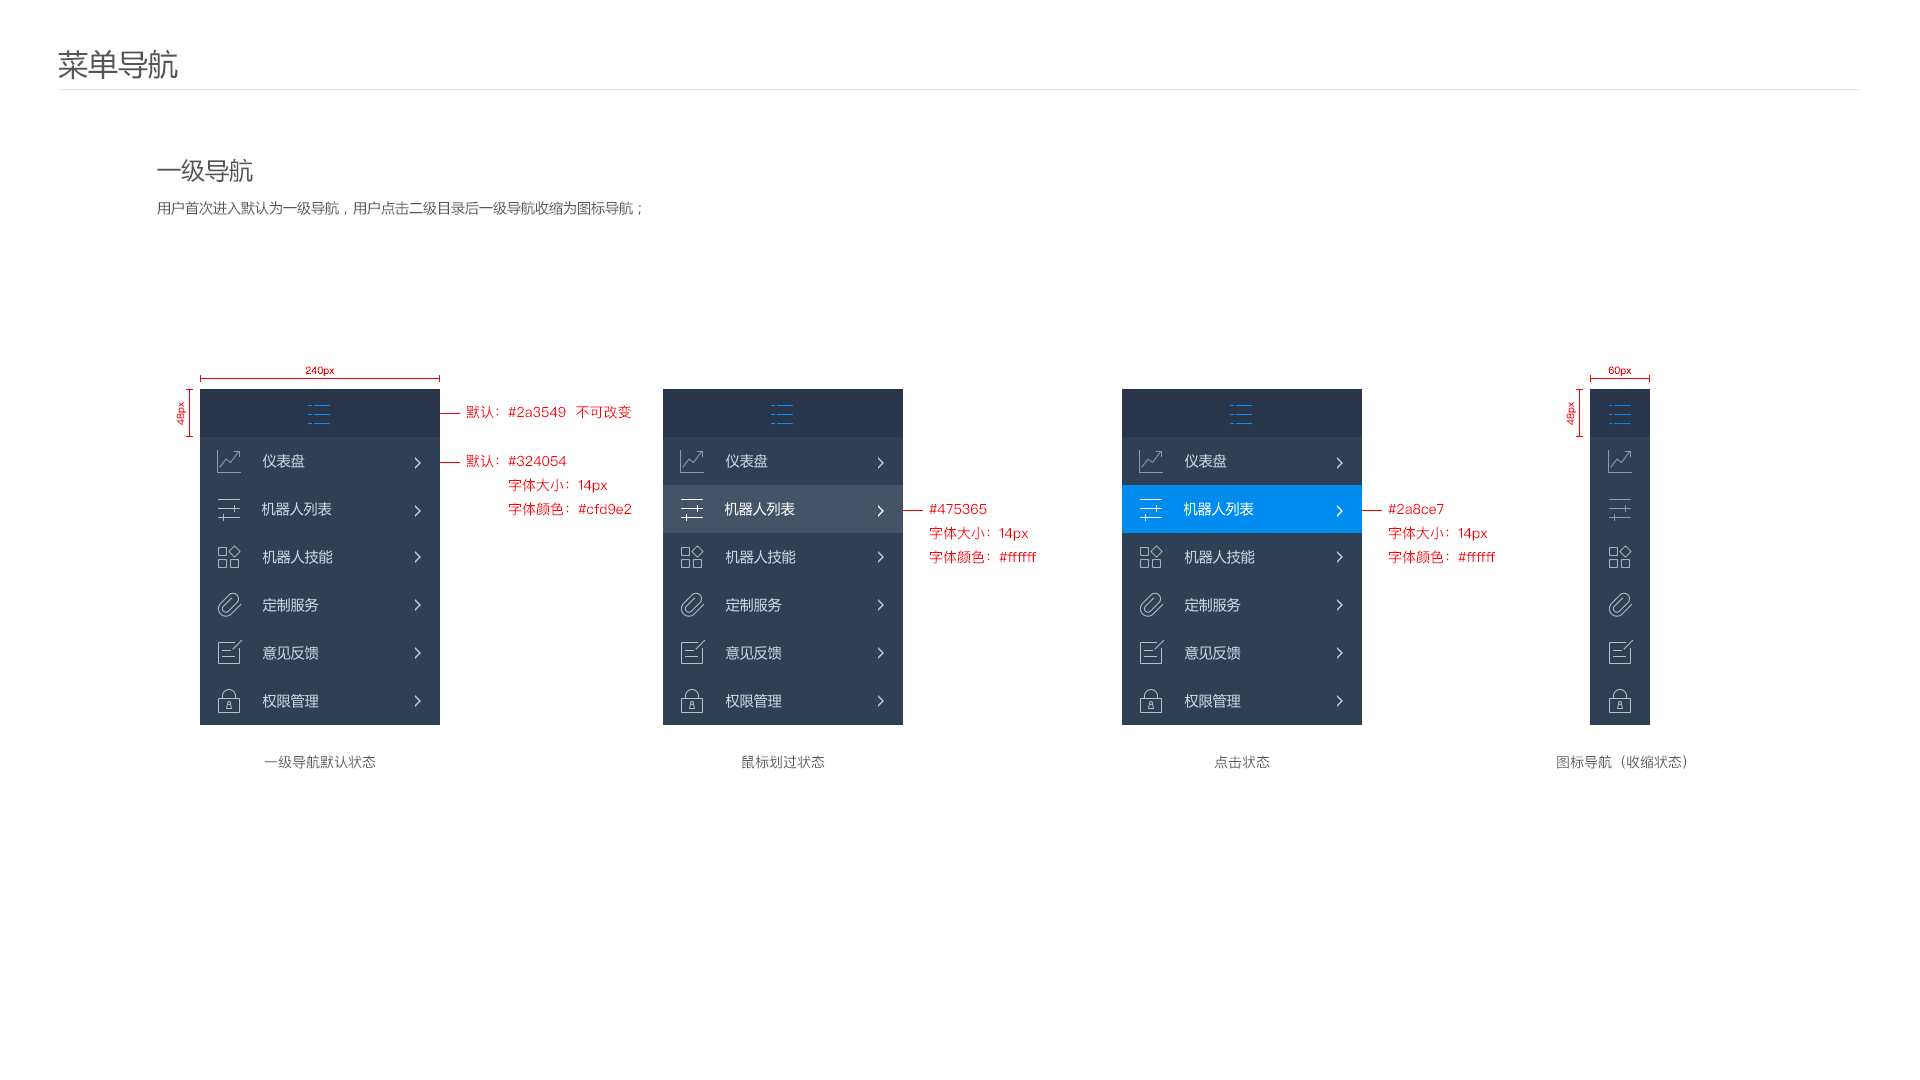 菜单导航
一级导航
用户首次进入默认为一级导航，用户点击二级目录后一级导航收缩为图标导航；
240px
48px
默认：#2a3549 不可改变
仪表盘
默认：#324054
字体大小：14px
机器人列表
字体颜色：#cfd9e2
机器人技能
定制服务
意见反馈
权限管理
一级导航默认状态
仪表盘
机器人列表
#475365
字体大小：14px
机器人技能
字体颜色：#ffffff
定制服务
意见反馈
权限管理
鼠标划过状态
仪表盘
机器人列表
#2a8ce7
字体大小：14px
机器人技能
字体颜色：#ffffff
定制服务
意见反馈
权限管理
点击状态
60px
48px
图标导航（收缩状态）